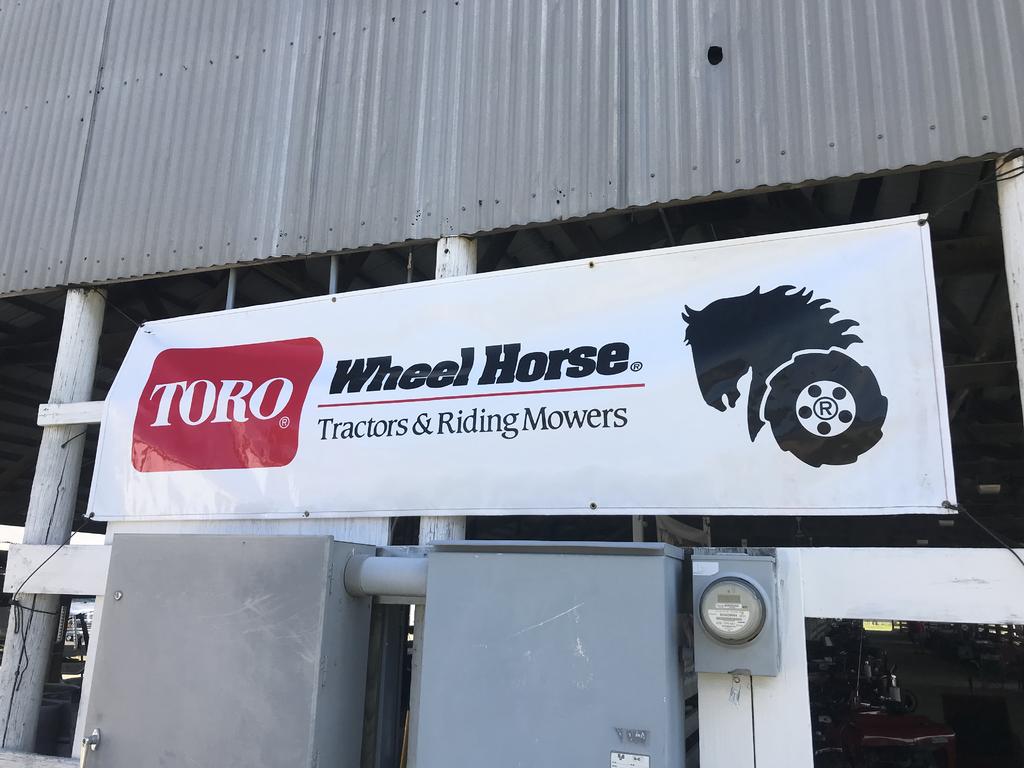 TORO®
Wheel Horse®
Tractors & Riding Mowers
®